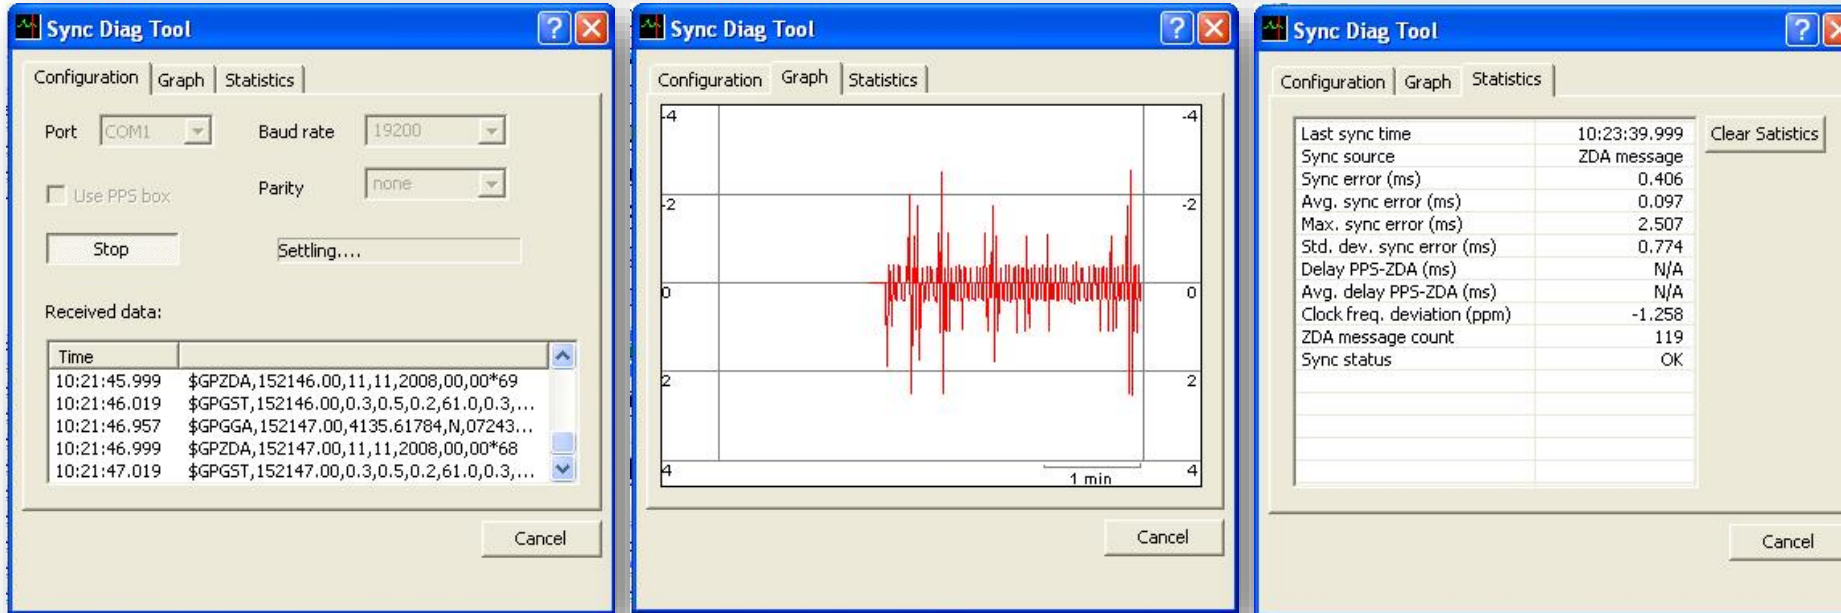 Sync Diag Tool
Configuration Graph Statistics
Port COM1 Baud rate 19200
Use PPS box Parity none
Stop Settling....
Received data:
Time
10:21:45.999 $GPZDA,152146.00,11,11,2008,00,00*69
10:21:46.019 $GPGST,152146.00,0.3,0.5,0.2,61.0,0.3,...
10:21:46.957 $GPGGA,152147.00,4135.61784,N,07243...
10:21:46.999 $GPZDA,152147.00,11,11,2008,00,00*68
10:21:47.019 $GPGST,152147.00,0.3,0.5,0.2,61.0,0.3,...
Cancel
Sync Diag Tool
Configuration Graph Statistics
-4 -4
-2 -2
0 0
2 2
4 1 min 4
Cancel
Sync Diag Tool
Configuration Graph Statistics
Last sync time 10:23:39.999 Clear Satistics
Sync source ZDA message
Sync error (ms) 0.406
Avg. sync error (ms) 0.097
Max. sync error (ms) 2.507
Std. dev. sync error (ms) 0.774
Delay PPS-ZDA (ms) N/A
Avg. delay PPS-ZDA (ms) N/A
Clock freq. deviation (ppm) -1.258
ZDA message count 119
Sync status OK
Cancel